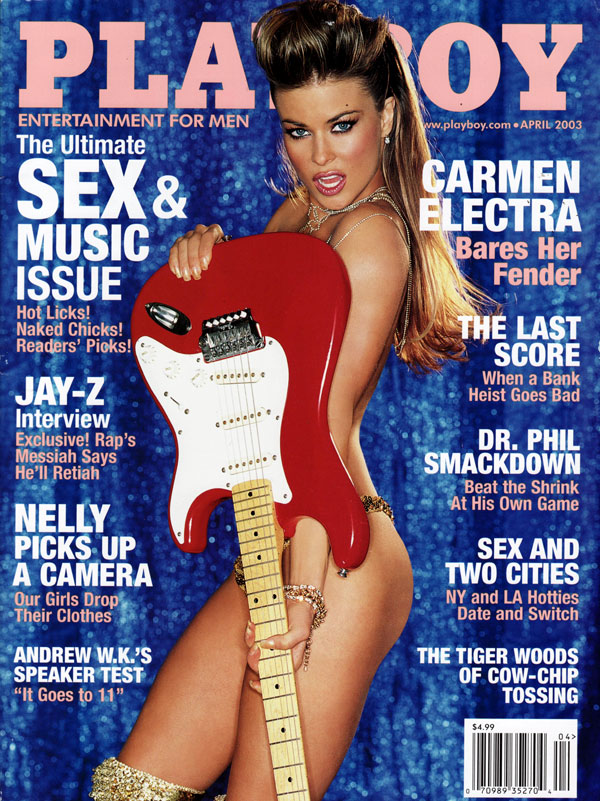 PLAYBOY
ENTERTAINMENT FOR MEN
www.playboy.com • APRIL 2003
The Ultimate
SEX &
MUSIC
ISSUE
Hot Licks!
Naked Chicks!
Readers' Picks!
JAY-Z
Interview
Exclusive! Rap's
Messiah Says
He'll Retiah
NELLY
PICKS UP
A CAMERA
Our Girls Drop
Their Clothes
ANDREW W.K.'S
SPEAKER TEST
"It Goes to 11"
CARMEN
ELECTRA
Bares Her
Fender
THE LAST
SCORE
When a Bank
Heist Goes Bad
DR. PHIL
SMACKDOWN
Beat the Shrink
At His Own Game
SEX AND
TWO CITIES
NY and LA Hotties
Date and Switch
THE TIGER WOODS
OF COW-CHIP
TOSSING
$4.99
04>
0 70989 35270 4